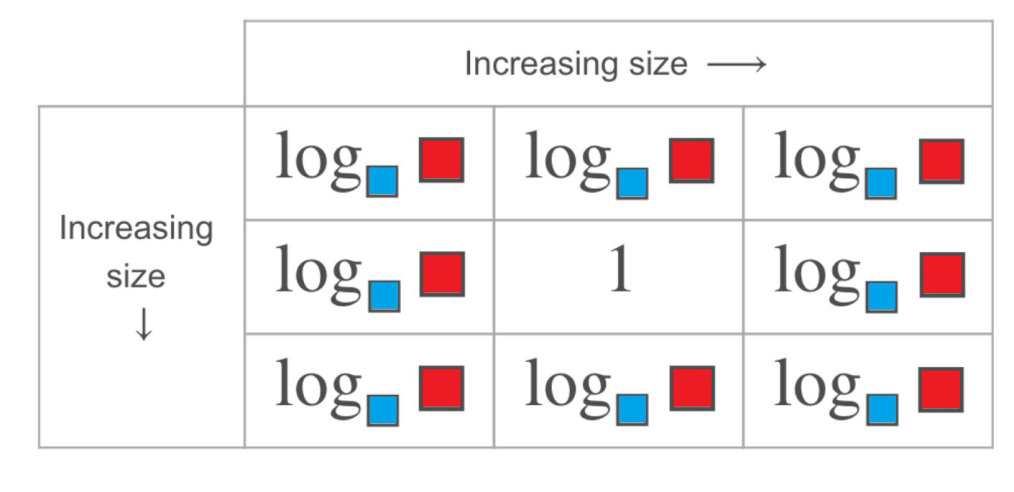 Increasing size →
log log log
Increasing
size
↓
log 1 log
log log log